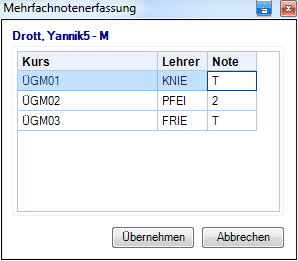 Mehrfachnotenerfassung
Drott, Yannik5 - M
Kurs Lehrer Note
ÜGM01 KNIE T
ÜGM02 PFEI 2
ÜGM03 FRIE T
Übernehmen Abbrechen